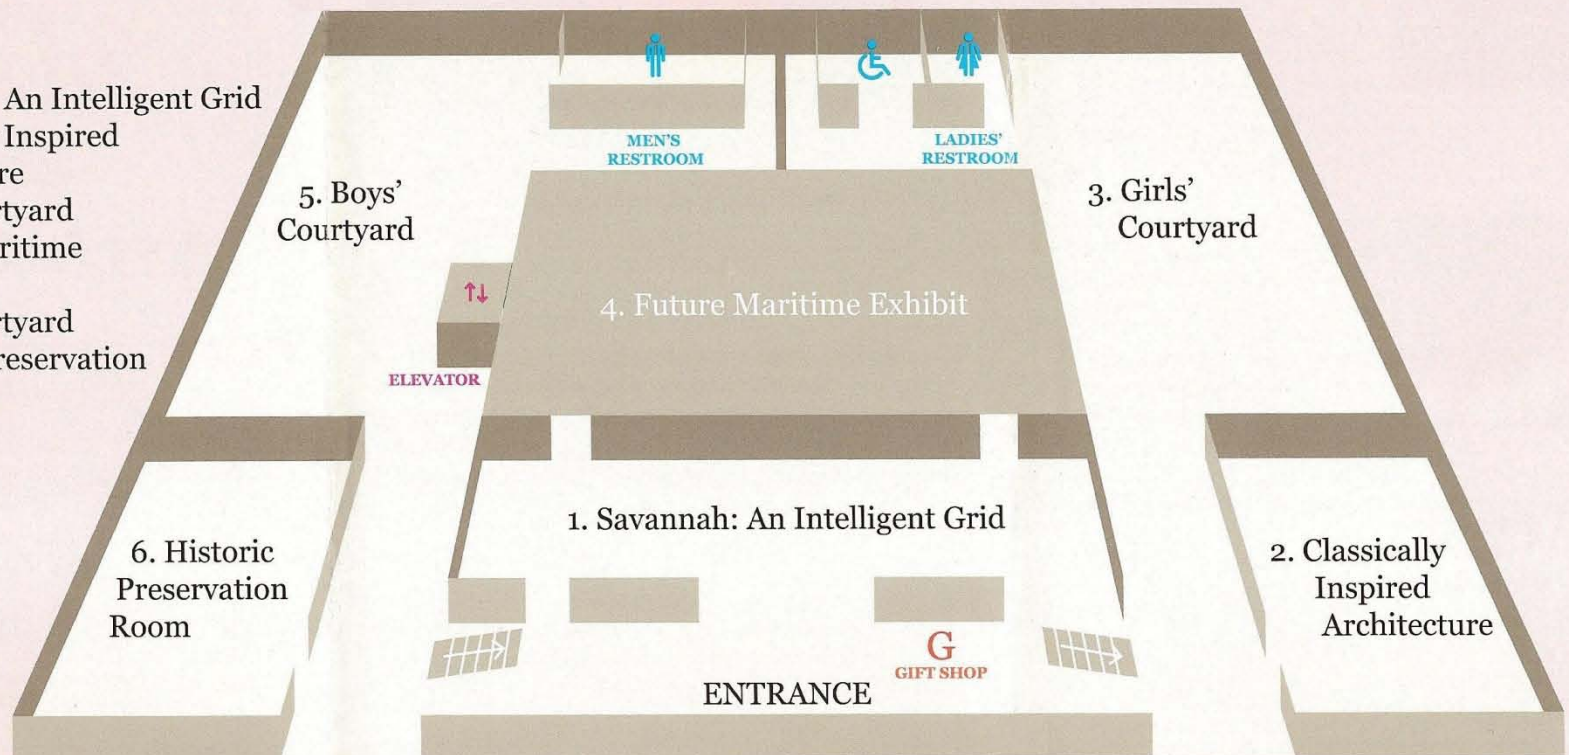 An Intelligent Grid
Inspired
re
rtyard
ritime
rtyard
reservation
MEN'S
RESTROOM
LADIES'
RESTROOM
5. Boys'
Courtyard
3. Girls'
Courtyard
4. Future Maritime Exhibit
ELEVATOR
1. Savannah: An Intelligent Grid
6. Historic
Preservation
Room
2. Classically
Inspired
Architecture
G
GIFT SHOP
ENTRANCE